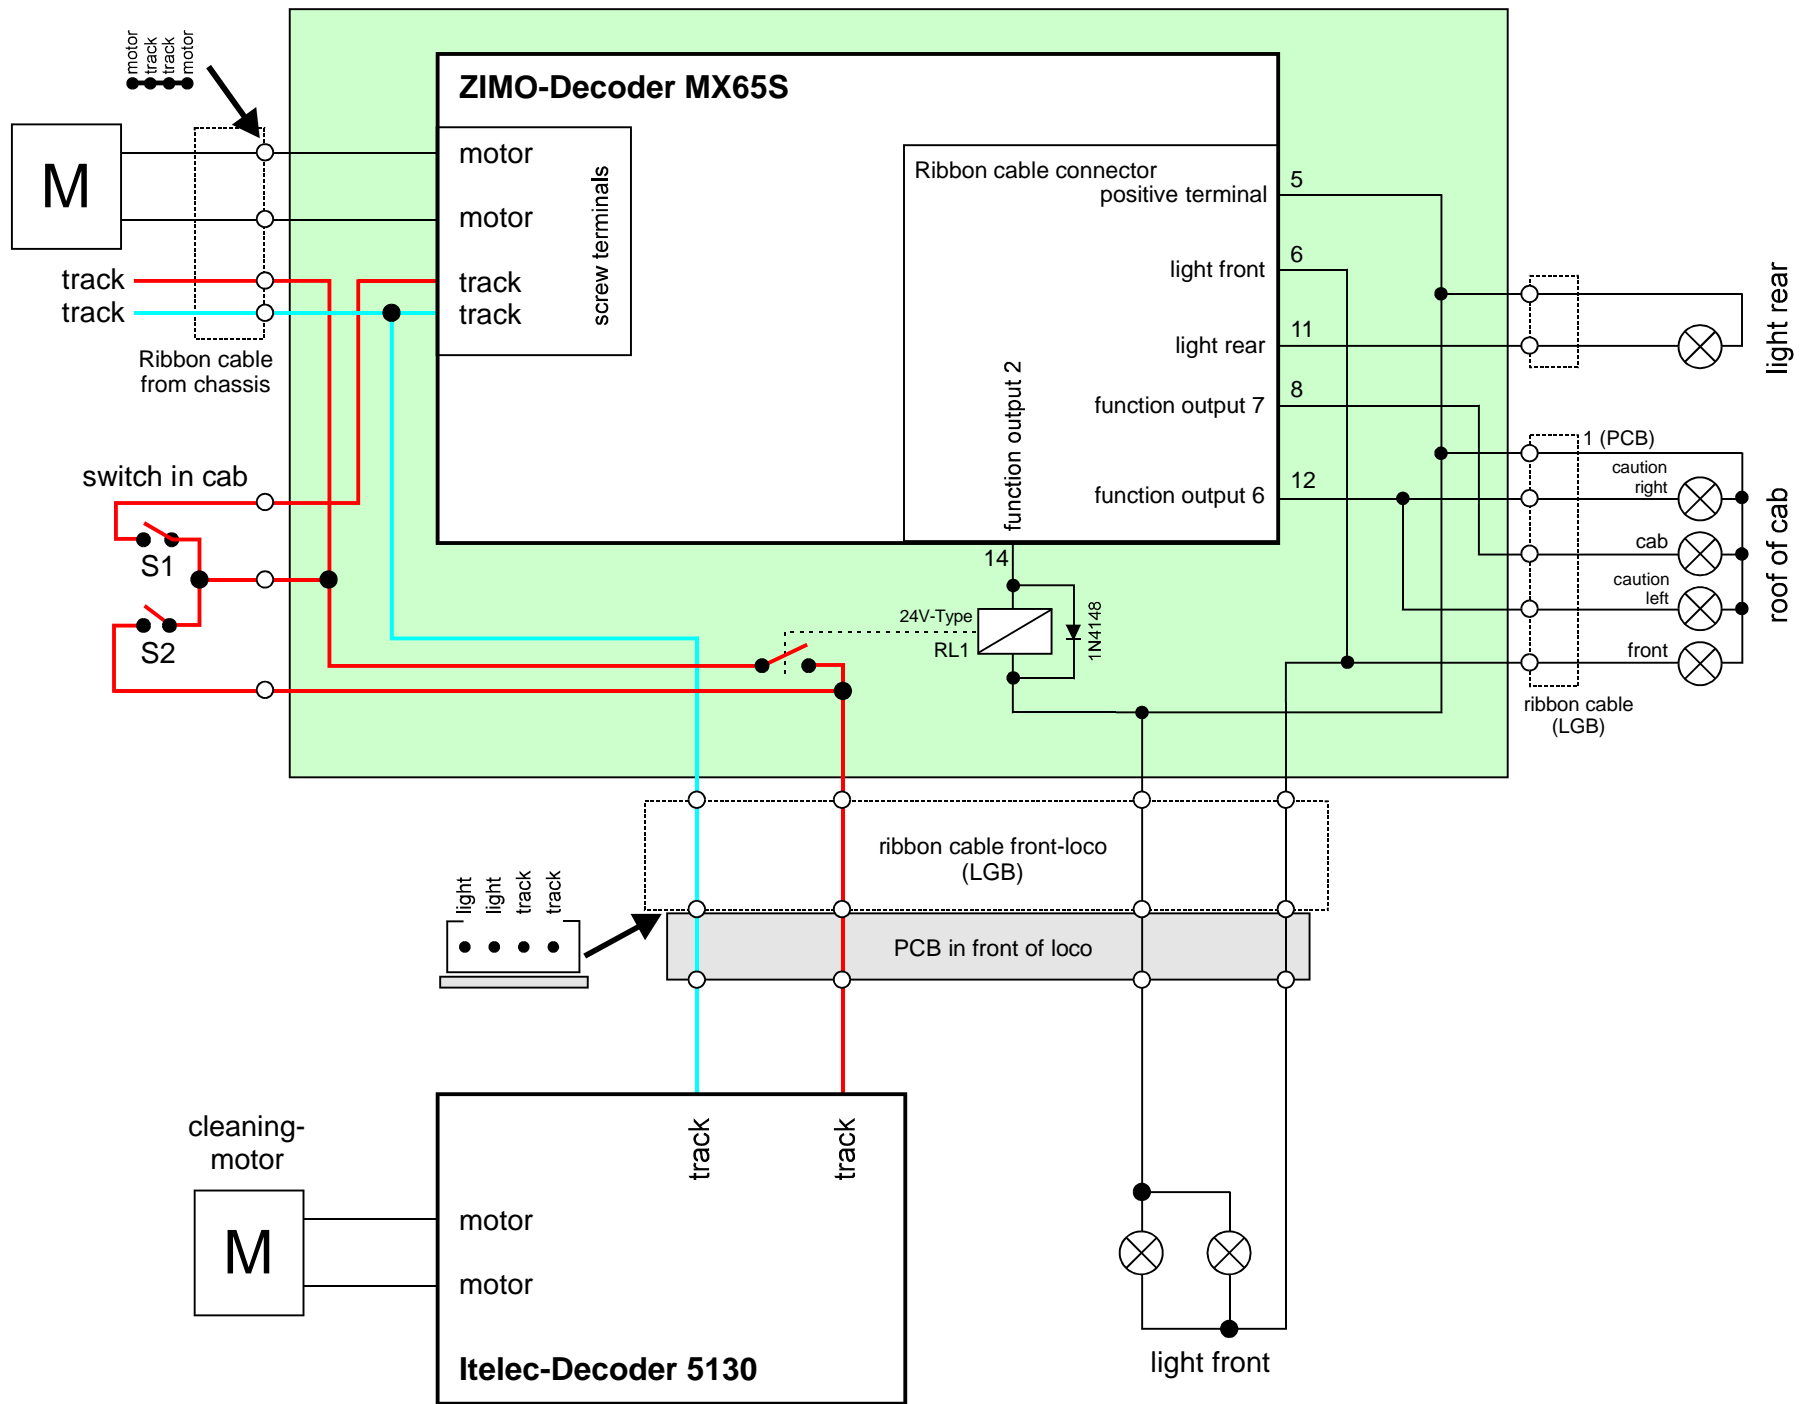 motor
track
track
motor
ZIMO-Decoder MX65S
M
motor
motor
track
track
screw terminals
track
track
Ribbon cable
from chassis
Ribbon cable connector
positive terminal
5
light front
6
light rear
11
function output 7
8
function output 6
12
function output 2
14
light rear
1 (PCB)
caution
right
cab
caution
left
front
roof of cab
ribbon cable
(LGB)
switch in cab
S1
S2
24V-Type
RL1
1N4148
ribbon cable front-loco
(LGB)
light
light
track
track
PCB in front of loco
cleaning-
motor
M
track
track
motor
motor
Itelec-Decoder 5130
light front